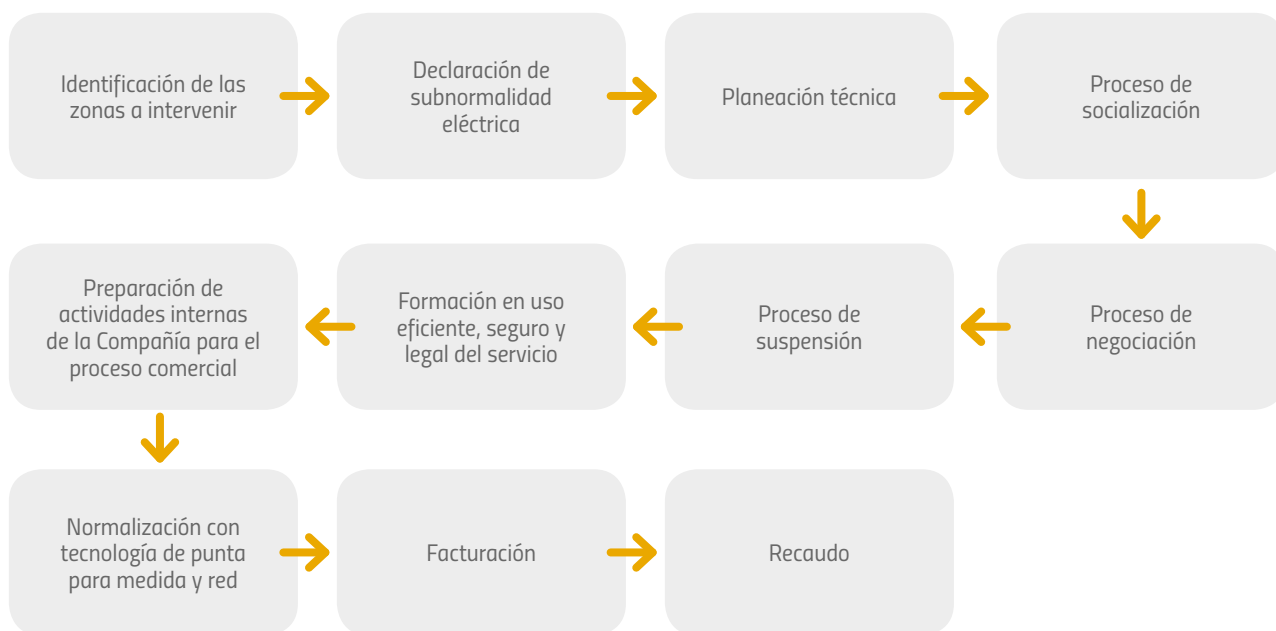 Identificación de las
zonas a intervenir
Declaración de
subnormalidad
eléctrica
Planeación técnica
Proceso de
socialización
Proceso de
negociación
Proceso de
suspensión
Formación en uso
eficiente, seguro y
legal del servicio
Preparación de
actividades internas
de la Compañía para el
proceso comercial
Normalización con
tecnología de punta
para medida y red
Facturación
Recaudo